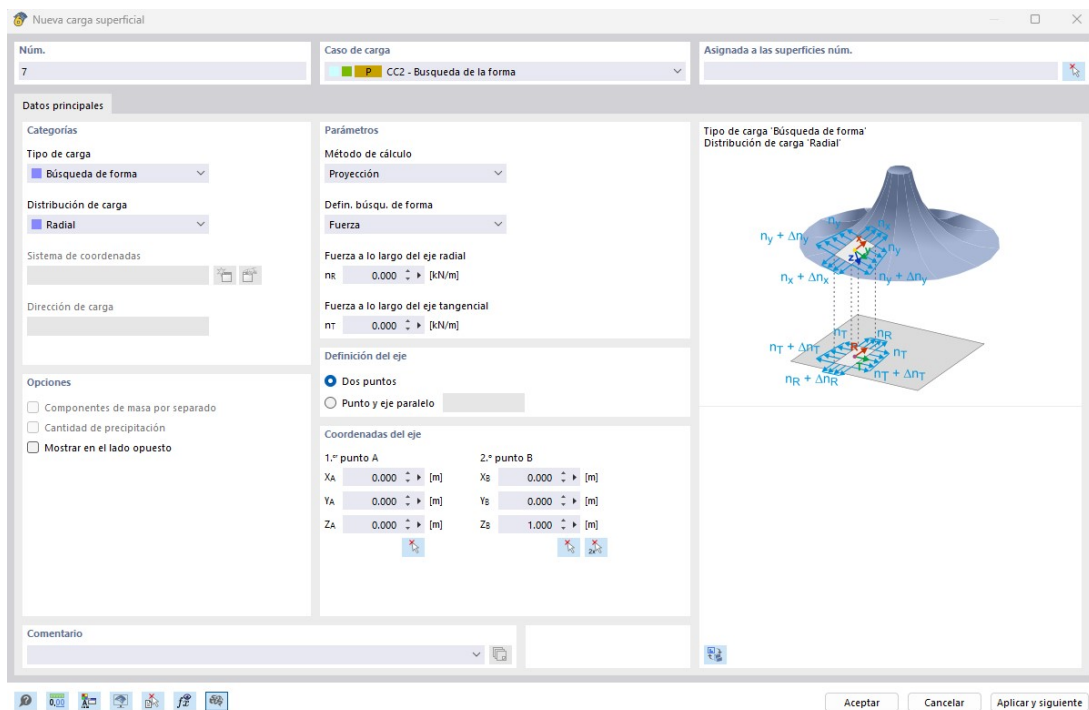 Nueva carga superficial
Núm.
7
Caso de carga
P CC2 - Busqueda de la forma
Asignada a las superficies núm.
Datos principales
Categorías
Tipo de carga
Búsqueda de forma
Distribución de carga
Radial
Sistema de coordenadas
Dirección de carga
Opciones
Componentes de masa por separado
Cantidad de precipitación
Mostrar en el lado opuesto
Parámetros
Método de cálculo
Proyección
Defin. búsqu. de forma
Fuerza
Fuerza a lo largo del eje radial
nR 0.000 [kN/m]
Fuerza a lo largo del eje tangencial
nT 0.000 [kN/m]
Definición del eje
Dos puntos
Punto y eje paralelo
Coordenadas del eje
1.er punto A 2.º punto B
XA 0.000 [m] XB 0.000 [m]
YA 0.000 [m] YB 0.000 [m]
ZA 0.000 [m] ZB 1.000 [m]
2x
Tipo de carga 'Búsqueda de forma'
Distribución de carga 'Radial'
ny nx
ny + Δny
ny
z
nx + Δnx ny + Δny
nT nR
nT + ΔnT R nT
T
nR + ΔnR nT + ΔnT
Comentario
0,00
Aceptar Cancelar Aplicar y siguiente